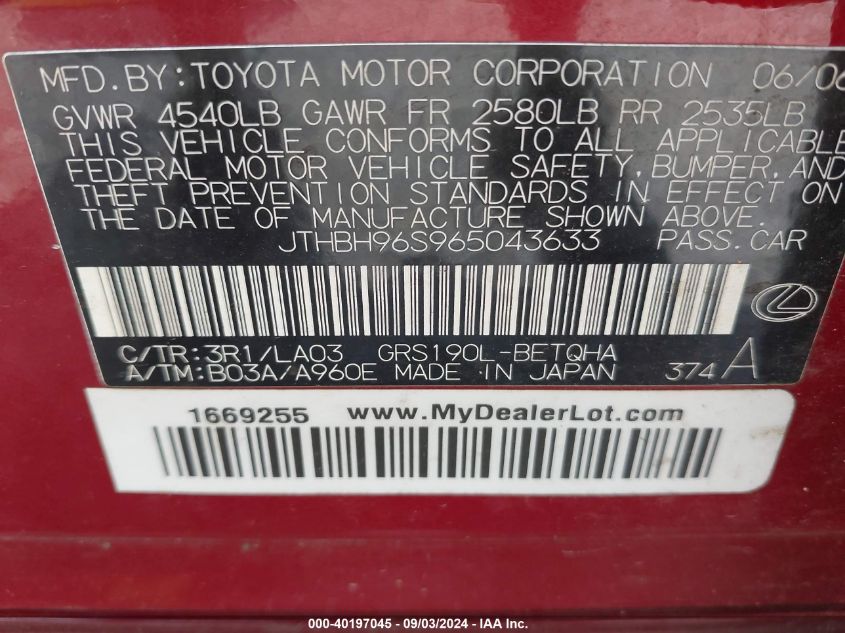 MFD. BY: TOYOTA MOTOR CORPORATION 06/06
GVWR 4540LB GAWR FR 2580LB RR 2535LB
THIS VEHICLE CONFORMS TO ALL APPLICABLE
FEDERAL MOTOR VEHICLE SAFETY, BUMPER, AND
THEFT PREVENTION STANDARDS IN EFFECT ON
THE DATE OF MANUFACTURE SHOWN ABOVE.
JTHBH96S965043633 PASS. CAR
C/TR: 3R1/LA03 GRS190L-BETQHA
A/TM: B03A/A960E MADE IN JAPAN 374 A
1669255 www.MyDealerLot.com
000-40197045 - 09/03/2024 - IAA Inc.